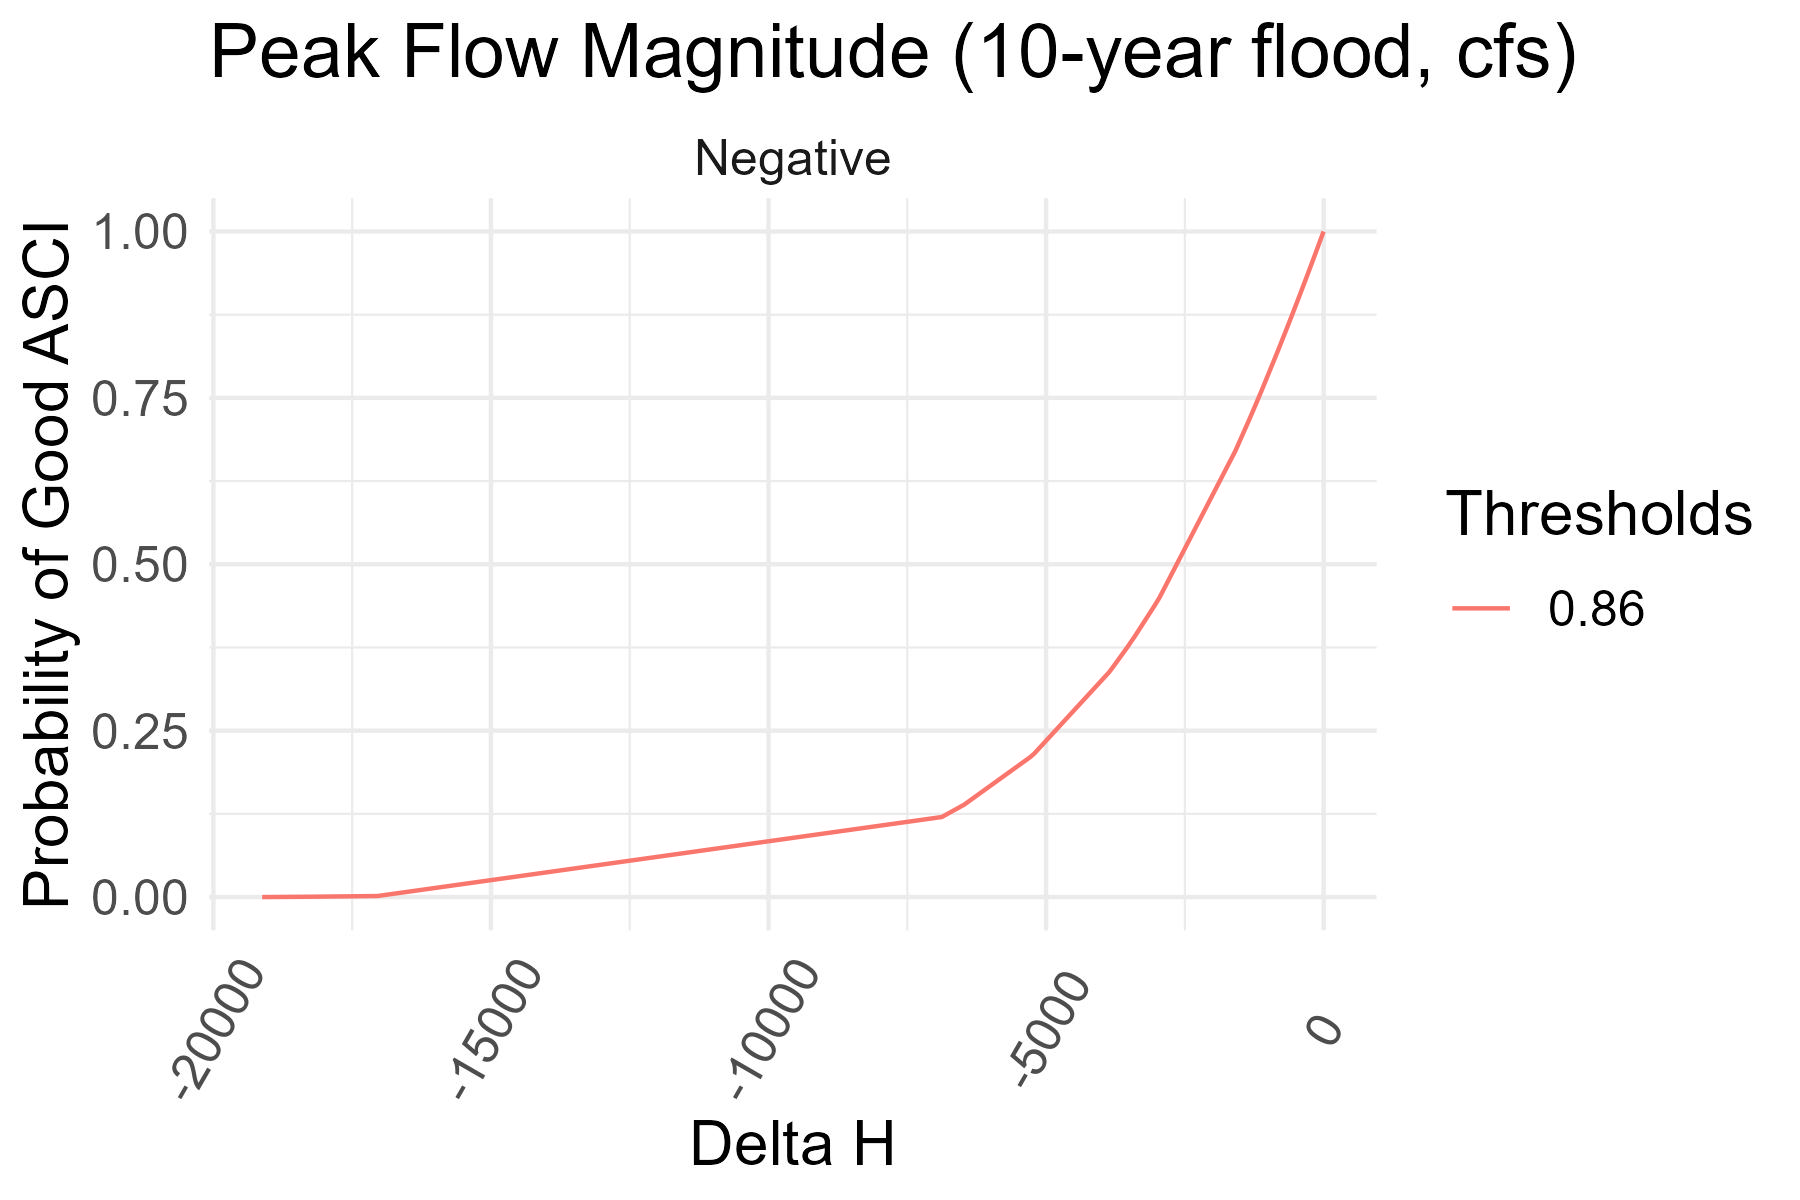 Peak Flow Magnitude (10-year flood, cfs)
Negative
Probability of Good ASCI
1.00
0.75
0.50
0.25
0.00
-20000
-15000
-10000
-5000
0
Delta H
Thresholds
0.86